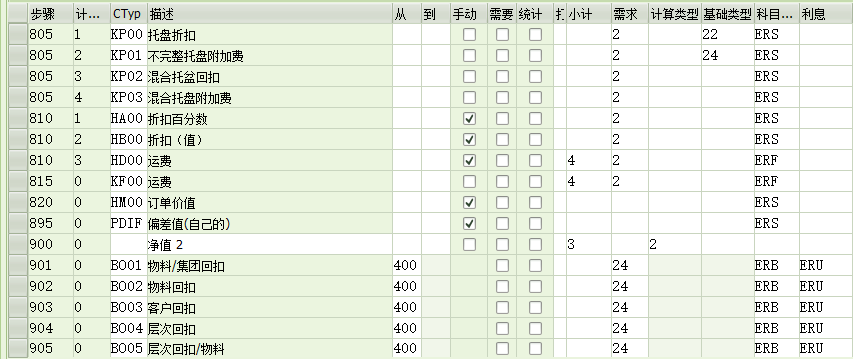 步骤 计... CTyp 描述 从 到 手动 需要 统计 小计 需求 计算类型 基础类型 科目... 利息
805 1 KP00 托盘折扣 2 22 ERS
805 2 KP01 不完整托盘附加费 2 24 ERS
805 3 KP02 混合托盆回扣 2 ERS
805 4 KP03 混合托盘附加费 2 ERS
810 1 HA00 折扣百分数 2 ERS
810 2 HB00 折扣（值） 2 ERS
810 3 HD00 运费 4 2 ERF
815 0 KF00 运费 4 2 ERF
820 0 HM00 订单价值 ERS
895 0 PDIF 偏差值(自己的) ERS
900 0 净值 2 3 2
901 0 BO01 物料/集团回扣 400 24 ERB ERU
902 0 BO02 物料回扣 400 24 ERB ERU
903 0 BO03 客户回扣 400 24 ERB ERU
904 0 BO04 层次回扣 400 24 ERB ERU
905 0 BO05 层次回扣/物料 400 24 ERB ERU